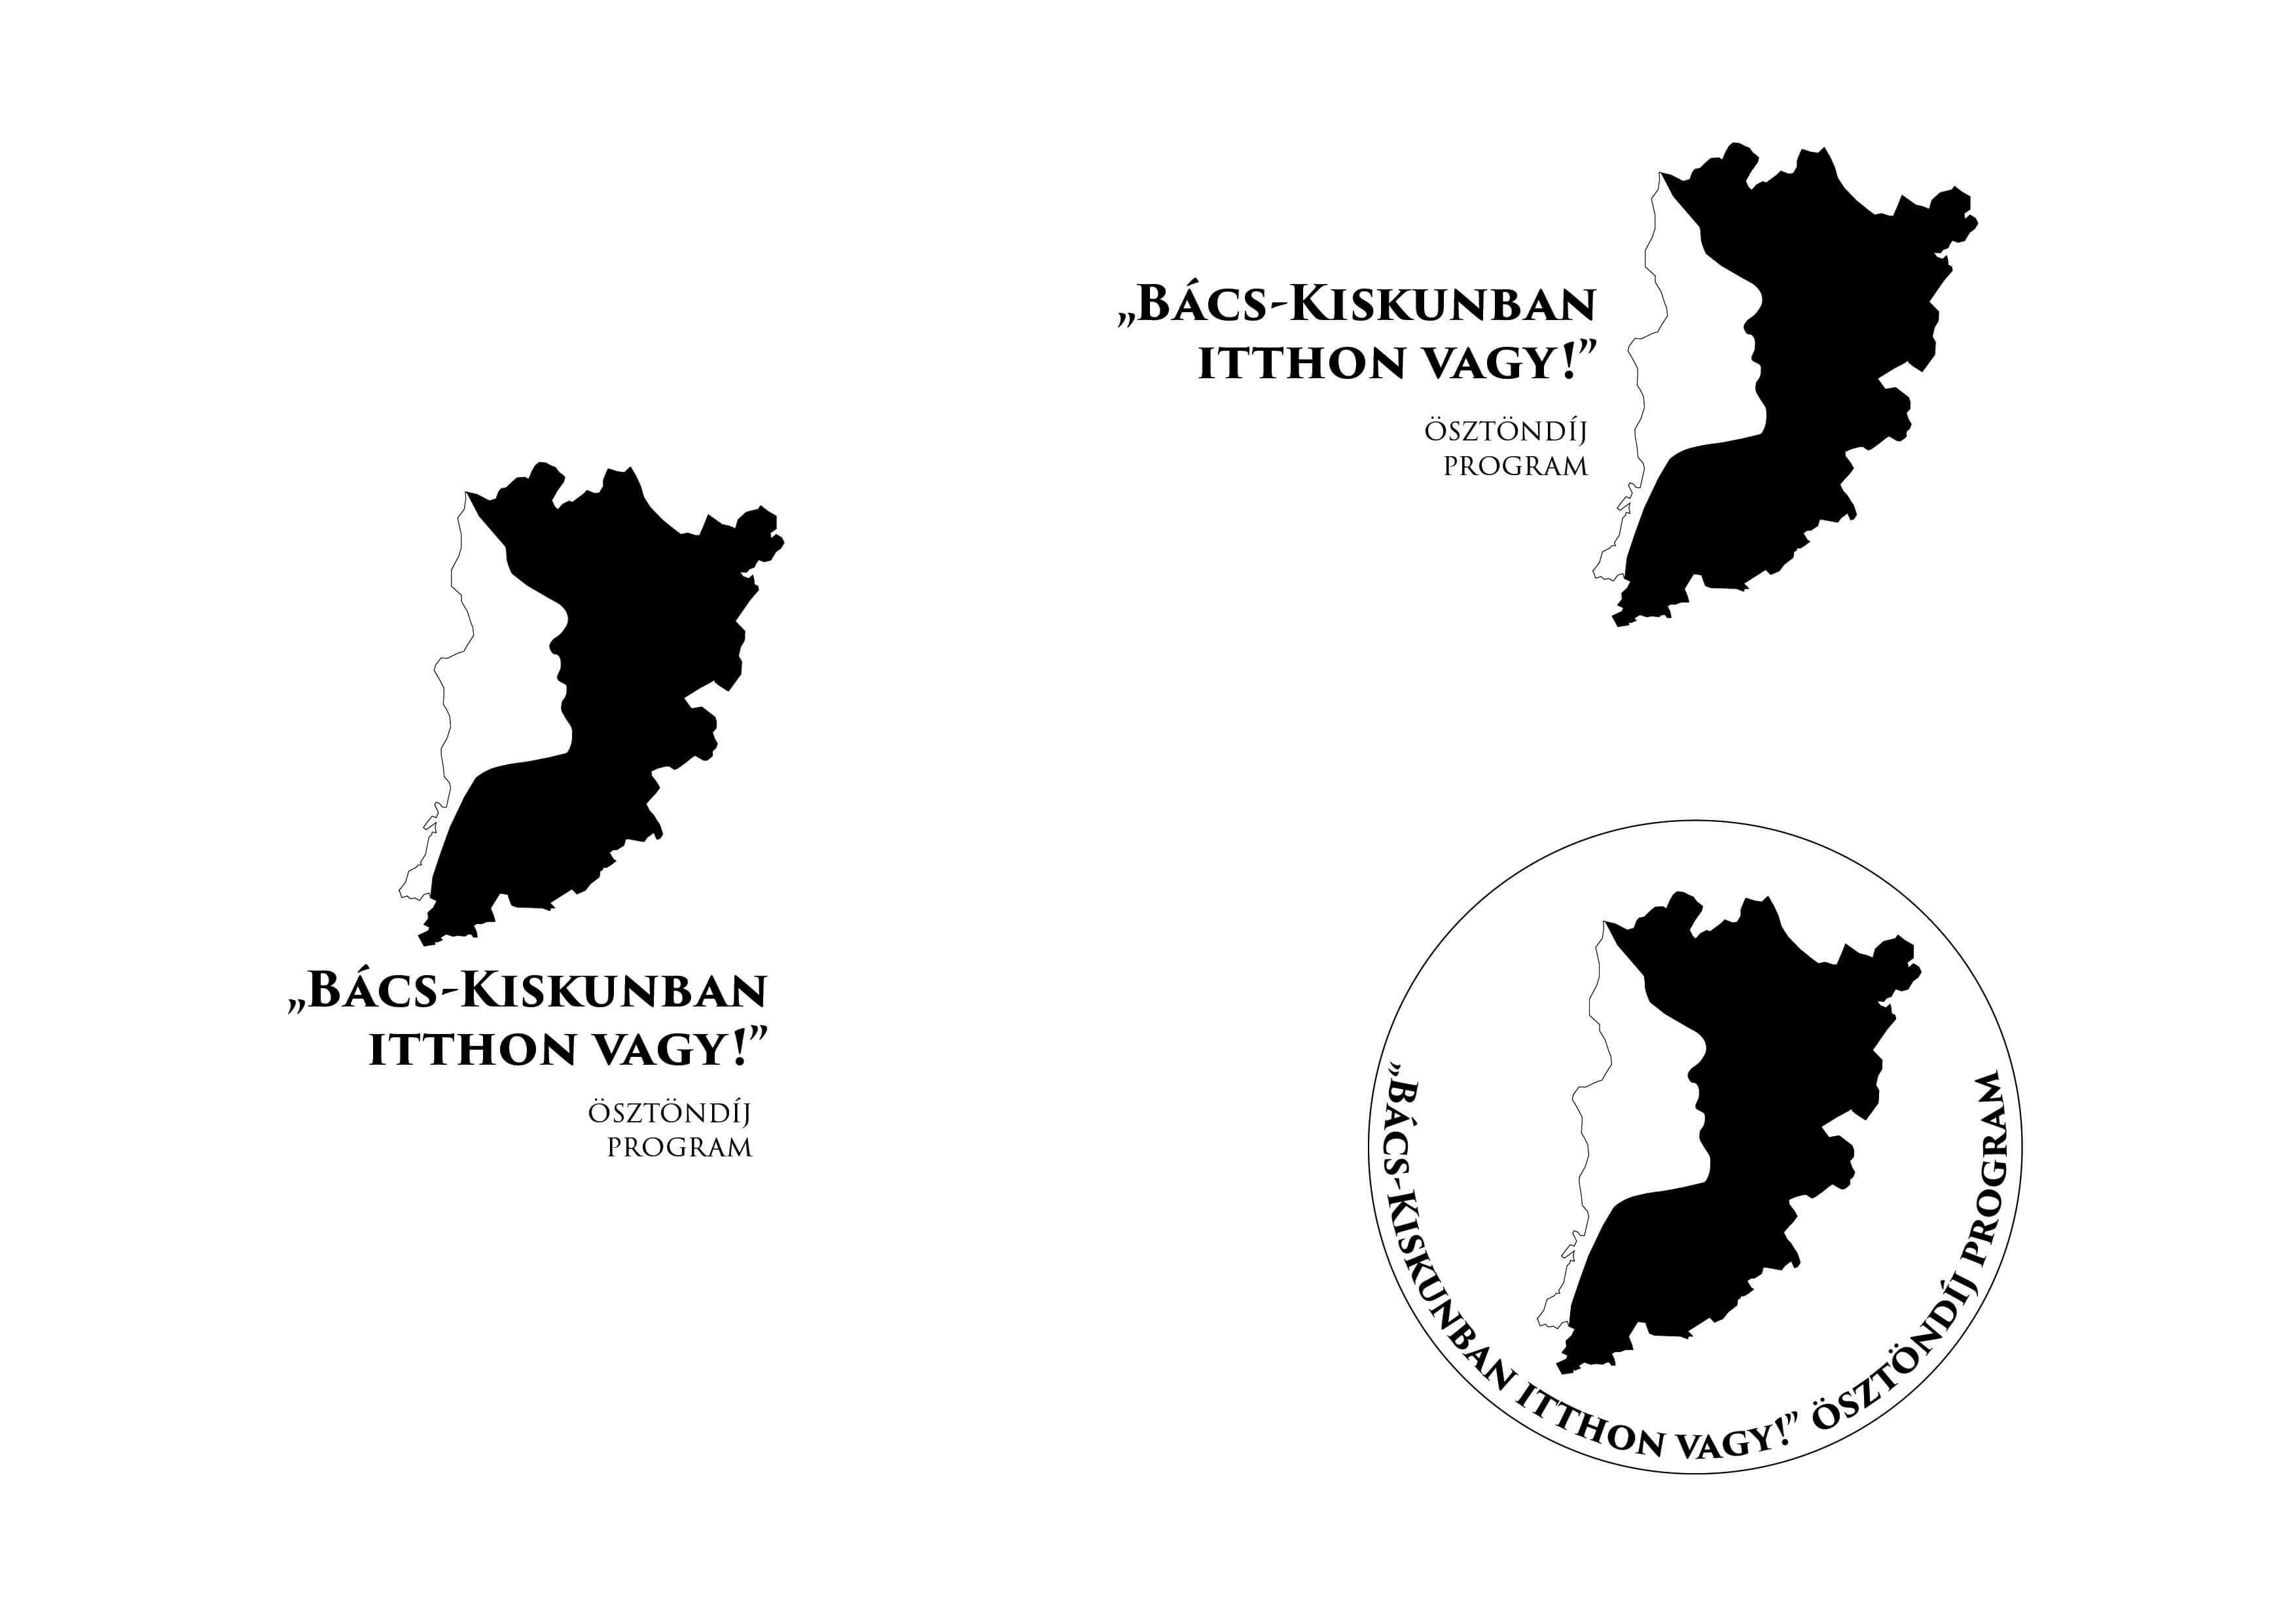 „Bács-Kiskunban
itthon vagy!”
ösztöndíj
program
„Bács-Kiskunban
itthon vagy!”
ösztöndíj
program
„Bács-Kiskunban itthon vagy!” ösztöndíj program